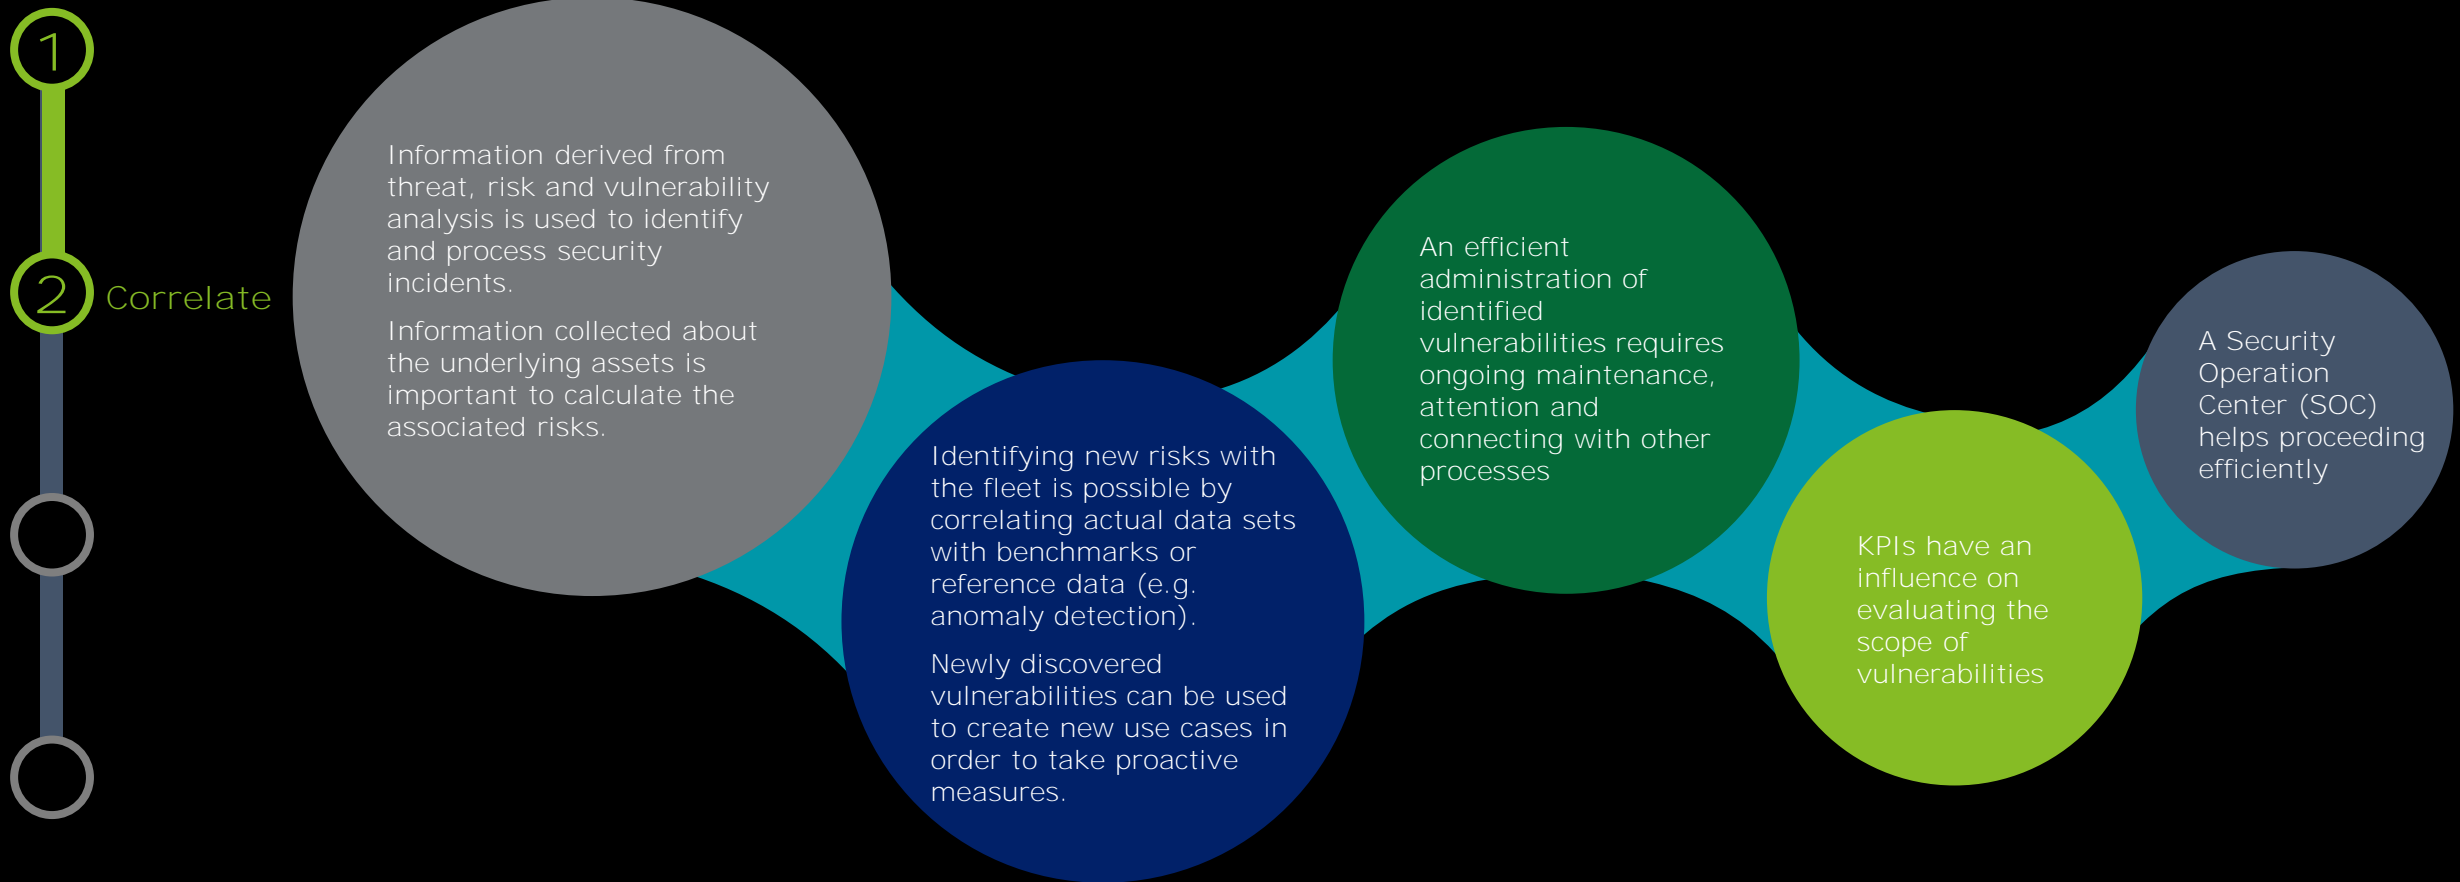 1
2
Correlate
Information derived from
threat, risk and vulnerability
analysis is used to identify
and process security
incidents.
Information collected about
the underlying assets is
important to calculate the
associated risks.
Identifying new risks with
the fleet is possible by
correlating actual data sets
with benchmarks or
reference data (e.g.
anomaly detection).
Newly discovered
vulnerabilities can be used
to create new use cases in
order to take proactive
measures.
An efficient
administration of
identified
vulnerabilities requires
ongoing maintenance,
attention and
connecting with other
processes
KPIs have an
influence on
evaluating the
scope of
vulnerabilities
A Security
Operation
Center (SOC)
helps proceeding
efficiently